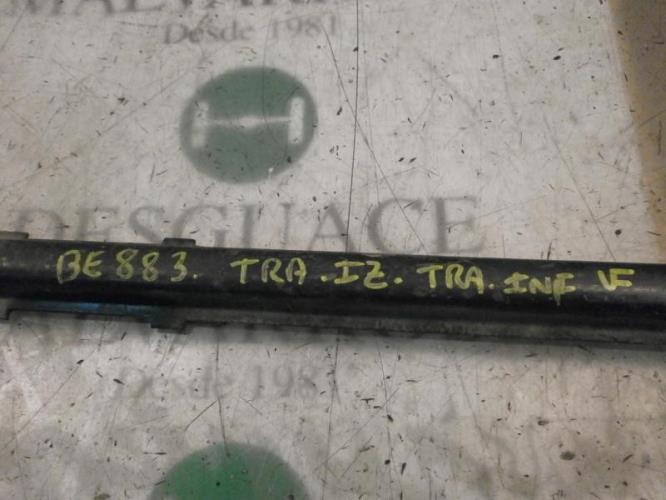 Desde 1981
DESGUACE
BE883. TRA.IZ. TRA.INF VF
Desde 1981